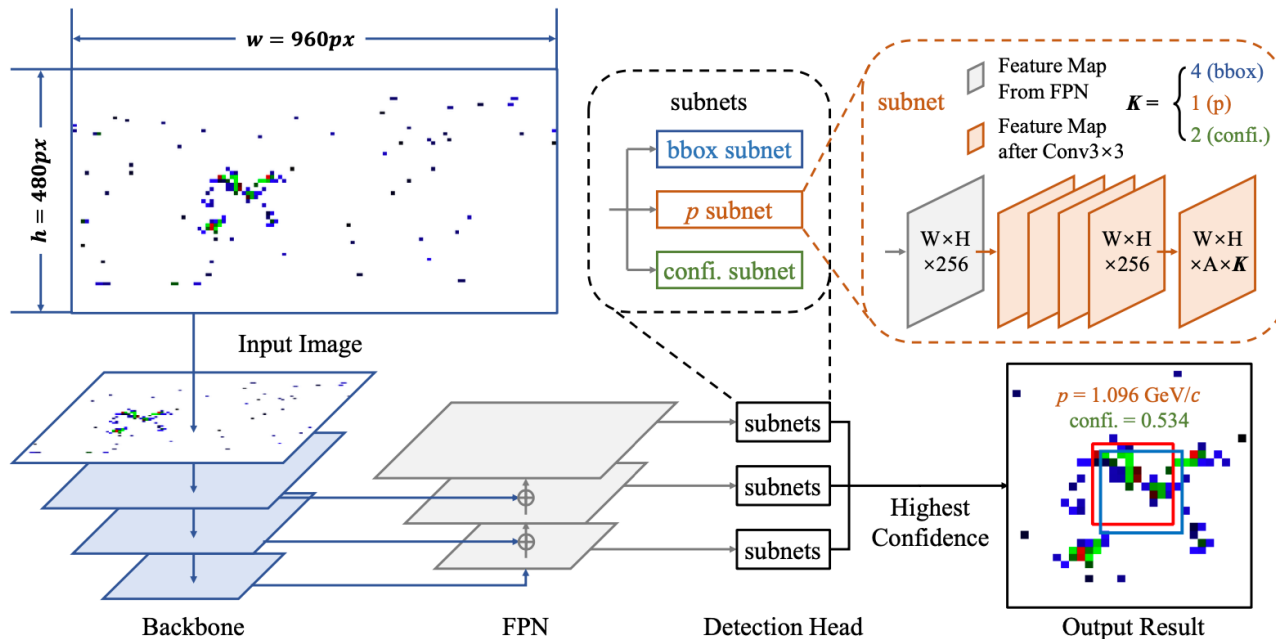 w = 960px
h = 480px
Input Image
subnets
bbox subnet
p subnet
confi. subnet
subnet
Feature Map
From FPN
Feature Map
after Conv3×3
K =
4 (bbox)
1 (p)
2 (confi.)
W×H
×256
W×H
×256
W×H
×A×K
subnets
subnets
subnets
Highest
Confidence
p = 1.096 GeV/c
confi. = 0.534
Backbone
FPN
Detection Head
Output Result